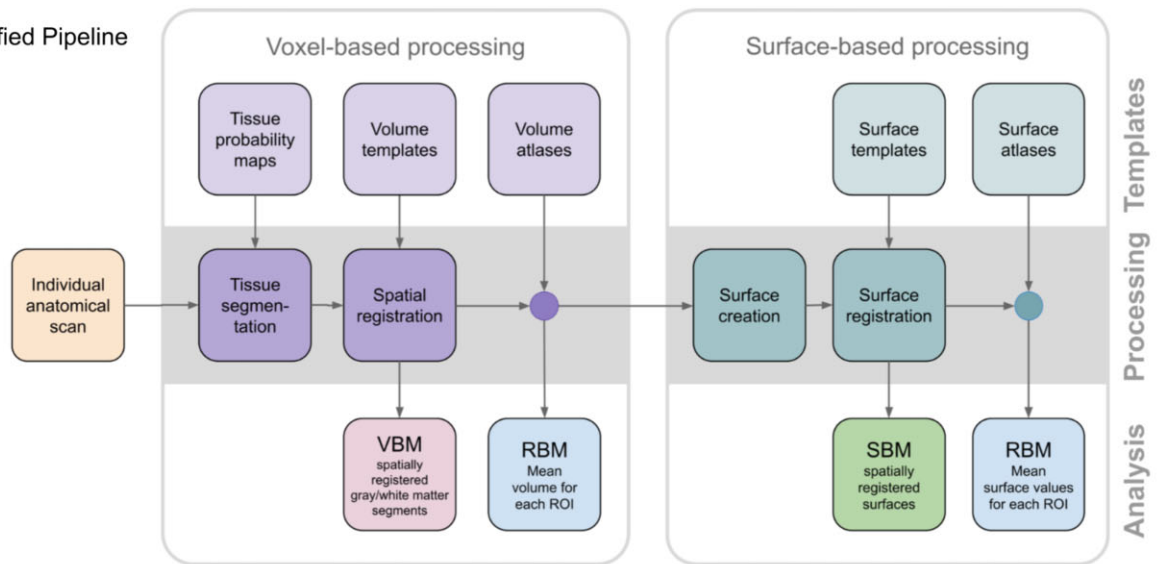 fied Pipeline
Voxel-based processing
Surface-based processing
Tissue
probability
maps
Volume
templates
Volume
atlases
Surface
templates
Surface
atlases
Templates
Individual
anatomical
scan
Tissue
segmen-
tation
Spatial
registration
Surface
creation
Surface
registration
Processing
VBM
spatially
registered
gray/white matter
segments
RBM
Mean
volume for
each ROI
SBM
spatially
registered
surfaces
RBM
Mean
surface values
for each ROI
Analysis